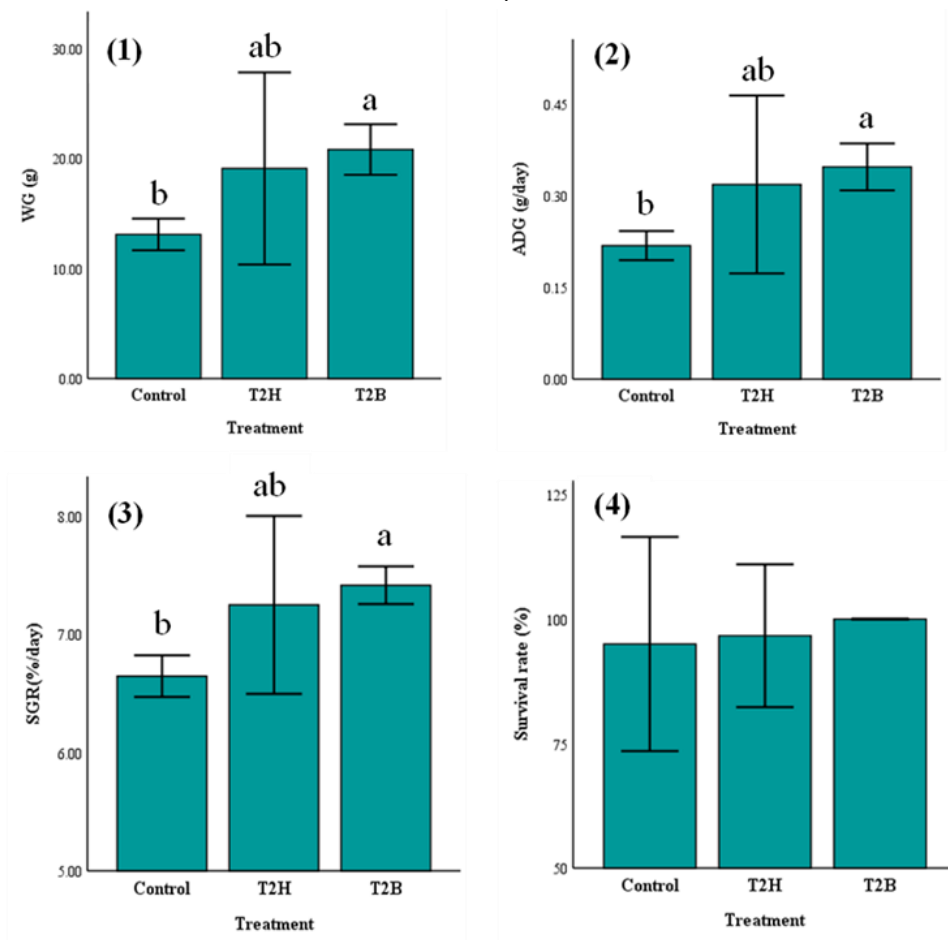 (1)
WG (g)
30.00
20.00
10.00
0.00
b
ab
a
Control T2H T2B
Treatment
(2)
ADG (g/day)
0.45
0.30
0.15
0.00
b
ab
a
Control T2H T2B
Treatment
(3)
SGR(%/day)
8.00
7.00
6.00
5.00
b
ab
a
Control T2H T2B
Treatment
(4)
Survival rate (%)
125
100
75
50
Control T2H T2B
Treatment